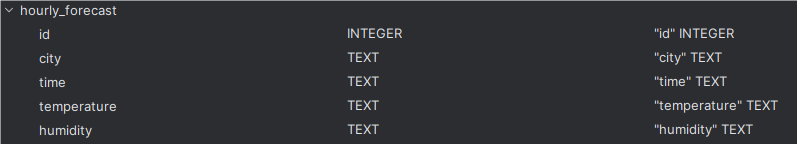 hourly_forecast
id INTEGER "id" INTEGER
city TEXT "city" TEXT
time TEXT "time" TEXT
temperature TEXT "temperature" TEXT
humidity TEXT "humidity" TEXT